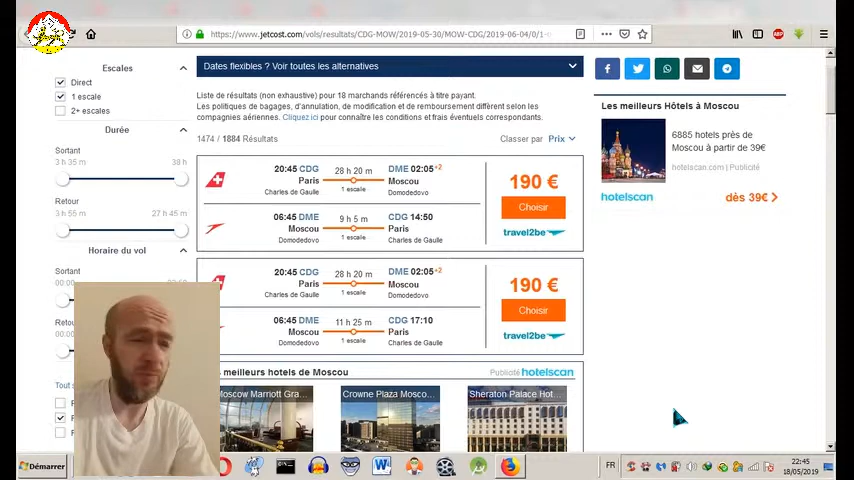 https://www.jetcost.com/vols/resultats/CDG-MOW/2019-05-30/MOW-CDG/2019-06-04/0/1-
Escales
Direct
1 escale
2+ escales
Durée
Sortant
3 h 35 m 38 h
Retour
3 h 55 m 27 h 45 m
Horaire du vol
Sortant
00:00
Retou
00:00
Tout s
Dates flexibles ? Voir toutes les alternatives
Liste de résultats (non exhaustive) pour 18 marchands référencés à titre payant.
Les politiques de bagages, d'annulation, de modification et de remboursement diffèrent selon les
compagnies aériennes. Cliquez ici pour connaître les conditions et frais éventuels correspondants.
1474 / 1884 Résultats
Classer par Prix
20:45 CDG 28 h 20 m DME 02:05+2
Paris Moscou
Charles de Gaulle 1 escale Domodedovo
06:45 DME 9 h 5 m CDG 14:50
Moscou Paris
Domodedovo 1 escale Charles de Gaulle
190 €
Choisir
travel2be
20:45 CDG 28 h 20 m DME 02:05+2
Paris Moscou
Charles de Gaulle 1 escale Domodedovo
06:45 DME 11 h 25 m CDG 17:10
Moscou Paris
Domodedovo 1 escale Charles de Gaulle
190 €
Choisir
travel2be
s meilleurs hotels de Moscou
Publicité hotelscan
Moscow Marriott Gra...
Crowne Plaza Mosco...
Sheraton Palace Hot...
Les meilleurs Hôtels à Moscou
6885 hotels près de
Moscou à partir de 39€
hotelscan.com | Publicité
hotelscan dès 39€
Démarrer
FR
22:45
18/05/2019